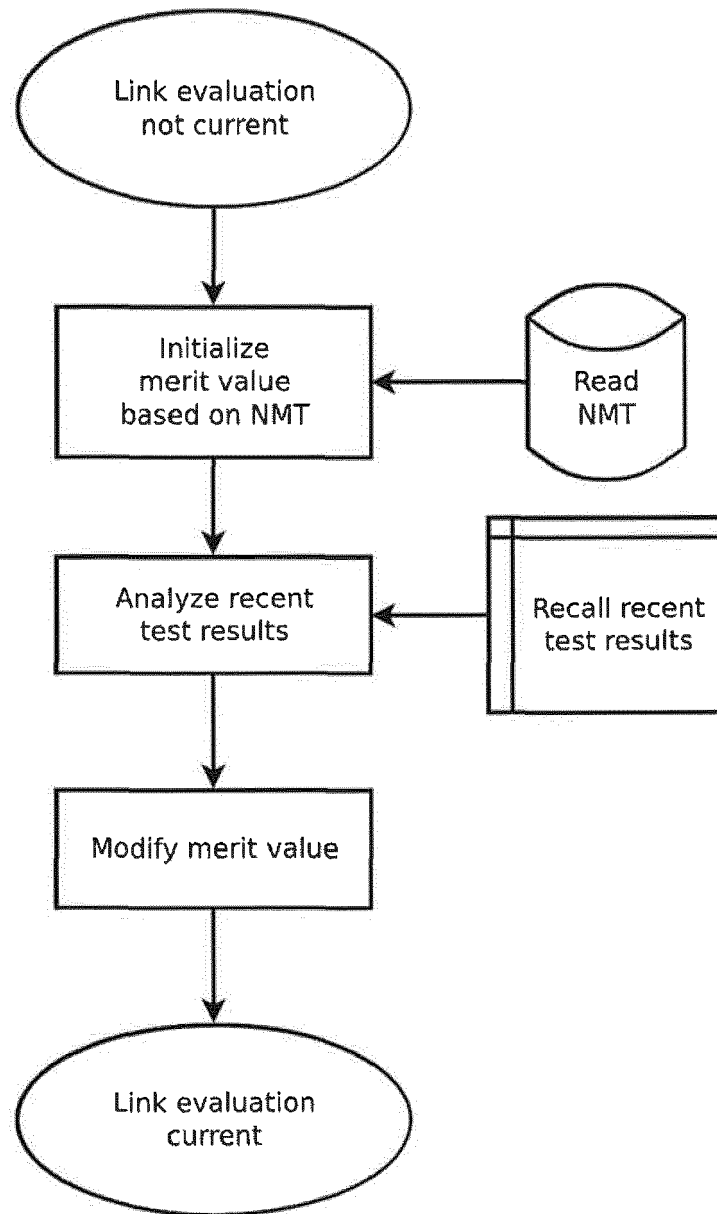 Link evaluation
not current
Initialize
merit value
based on NMT
Read
NMT
Analyze recent
test results
Recall recent
test results
Modify merit value
Link evaluation
current